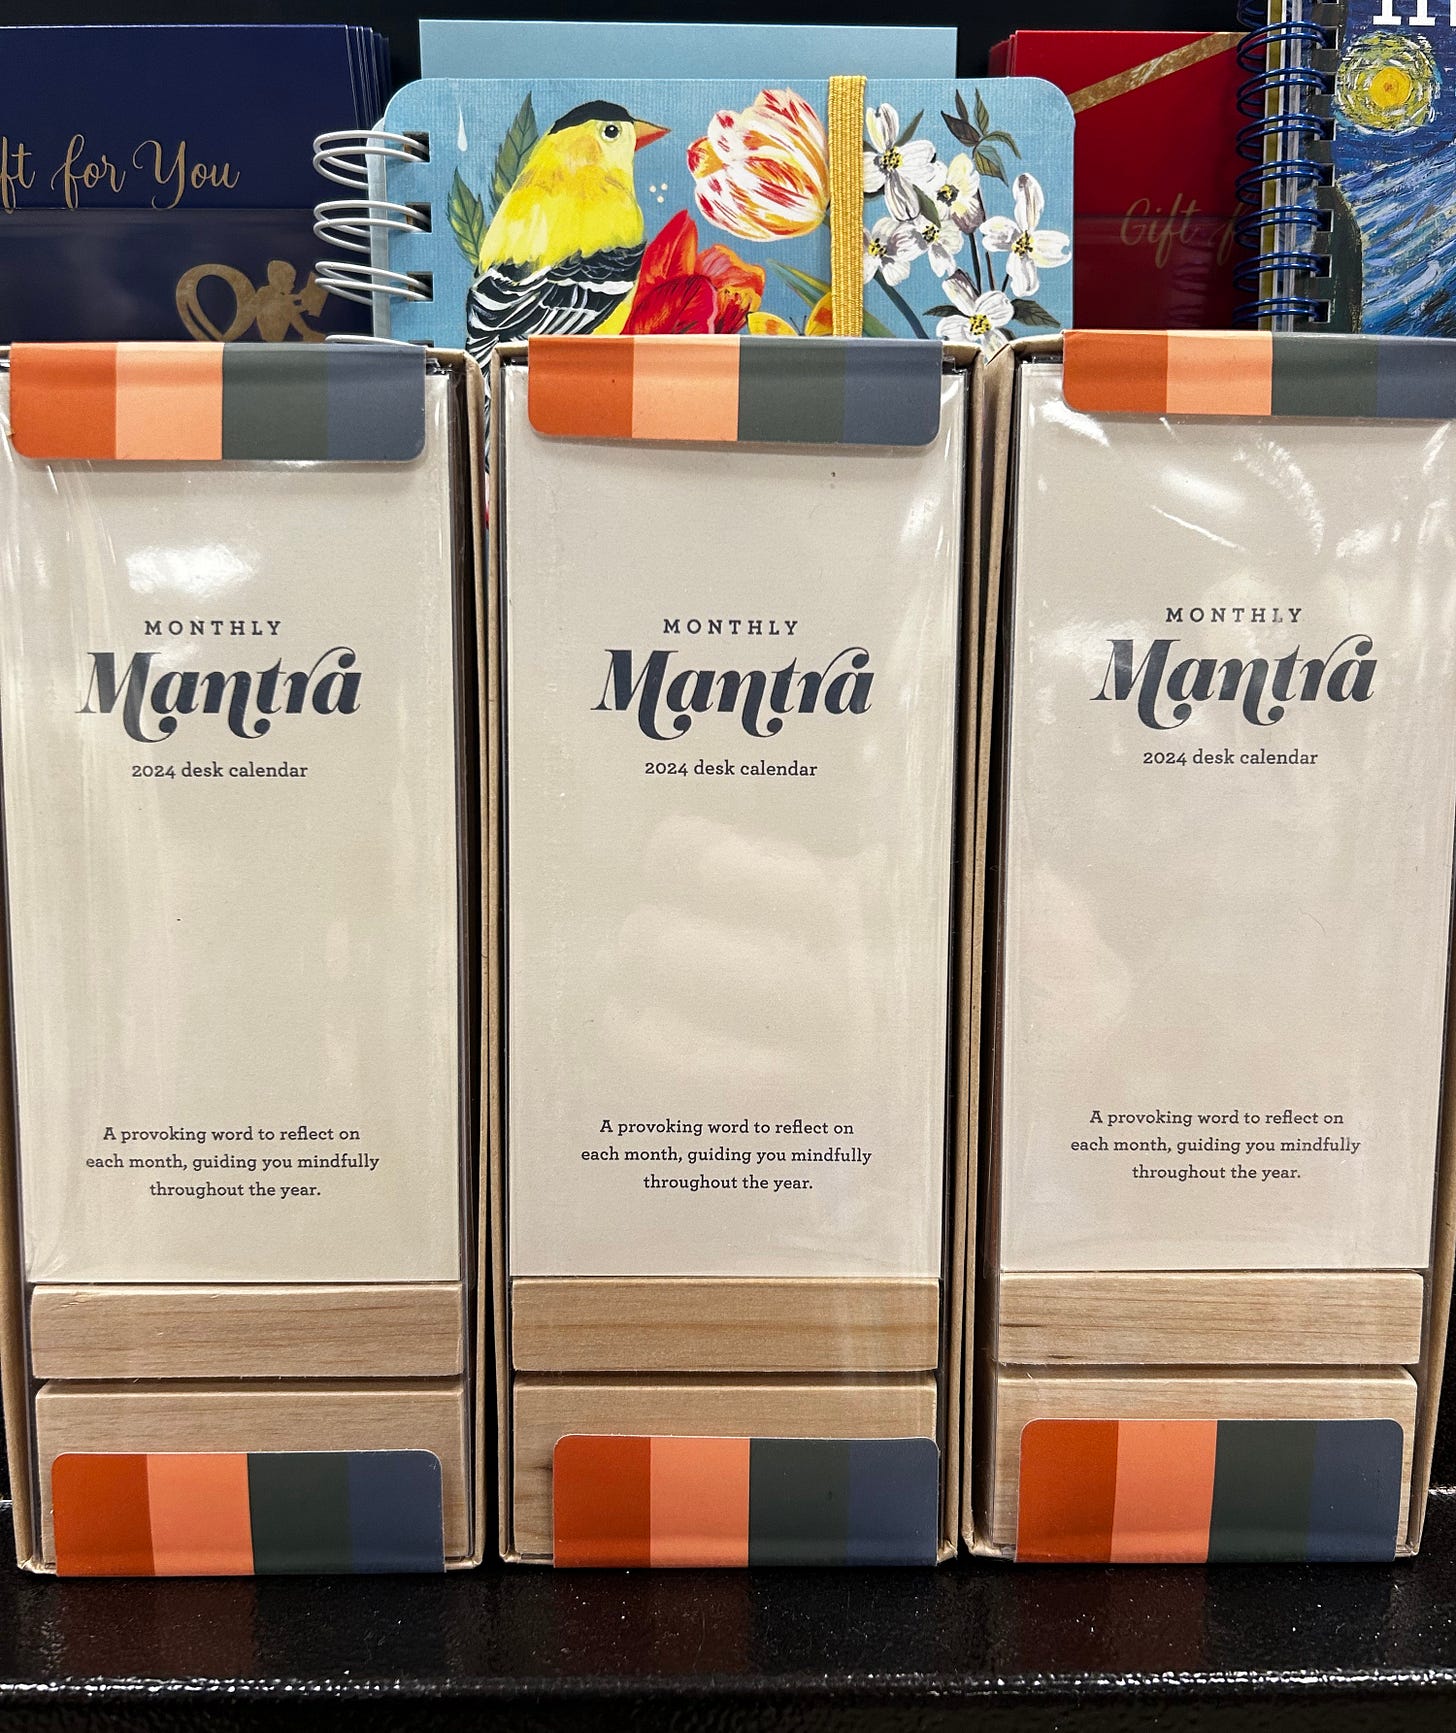 for You
Gift
MONTHLY
Mantra
2024 desk calendar
A provoking word to reflect on
each month, guiding you mindfully
throughout the year.
MONTHLY
Mantra
2024 desk calendar
A provoking word to reflect on
each month, guiding you mindfully
throughout the year.
MONTHLY
Mantra
2024 desk calendar
A provoking word to reflect on
each month, guiding you mindfully
throughout the year.